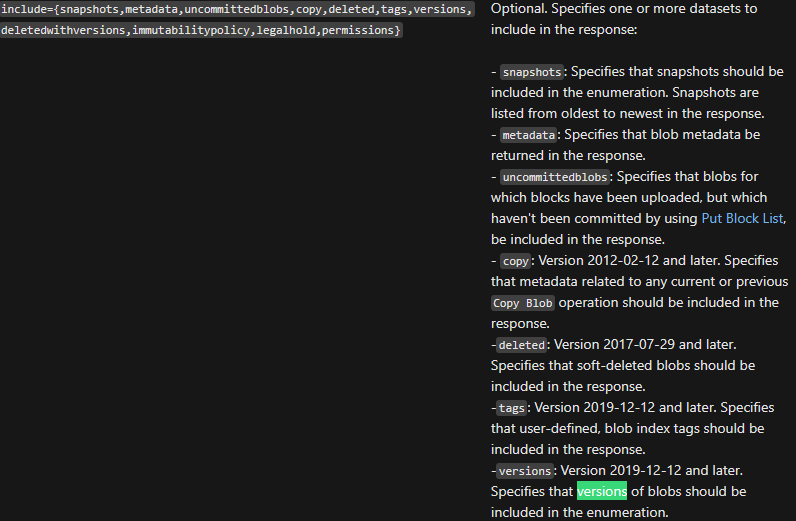 include={snapshots,metadata,uncommittedblobs,copy,deleted,tags,versions,
deletedwithversions,immutabilitypolicy,legalhold,permissions}
Optional. Specifies one or more datasets to
include in the response:
- snapshots: Specifies that snapshots should be
included in the enumeration. Snapshots are
listed from oldest to newest in the response.
- metadata: Specifies that blob metadata be
returned in the response.
- uncommittedblobs: Specifies that blobs for
which blocks have been uploaded, but which
haven't been committed by using Put Block List,
be included in the response.
- copy: Version 2012-02-12 and later. Specifies
that metadata related to any current or previous
Copy Blob operation should be included in the
response.
-deleted: Version 2017-07-29 and later.
Specifies that soft-deleted blobs should be
included in the response.
-tags: Version 2019-12-12 and later. Specifies
that user-defined, blob index tags should be
included in the response.
-versions: Version 2019-12-12 and later.
Specifies that versions of blobs should be
included in the enumeration.